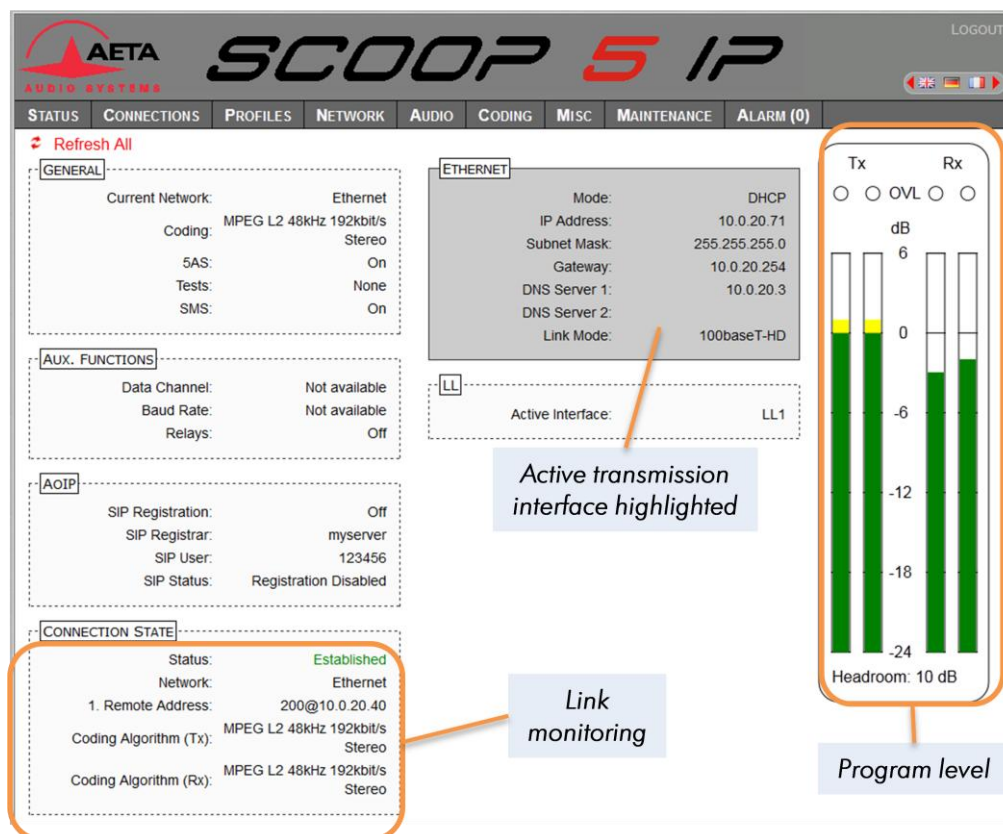 LOGOUT
AETA
AUDIO SYSTEMS
SCOOP 5 IP
STATUS CONNECTIONS PROFILES NETWORK AUDIO CODING MISC MAINTENANCE ALARM (0)
Refresh All
GENERAL
Current Network: Ethernet
Coding: MPEG L2 48kHz 192kbit/s
Stereo
5AS: On
Tests: None
SMS: On
AUX. FUNCTIONS
Data Channel: Not available
Baud Rate: Not available
Relays: Off
AOIP
SIP Registration: Off
SIP Registrar: myserver
SIP User: 123456
SIP Status: Registration Disabled
CONNECTION STATE
Status: Established
Network: Ethernet
1. Remote Address: 200@10.0.20.40
Coding Algorithm (Tx): MPEG L2 48kHz 192kbit/s
Stereo
Coding Algorithm (Rx): MPEG L2 48kHz 192kbit/s
Stereo
ETHERNET
Mode: DHCP
IP Address: 10.0.20.71
Subnet Mask: 255.255.255.0
Gateway: 10.0.20.254
DNS Server 1: 10.0.20.3
DNS Server 2:
Link Mode: 100baseT-HD
LL
Active Interface: LL1
Active transmission
interface highlighted
Link
monitoring
Tx Rx
OVL
dB
6
0
-6
-12
-18
-24
Headroom: 10 dB
Program level